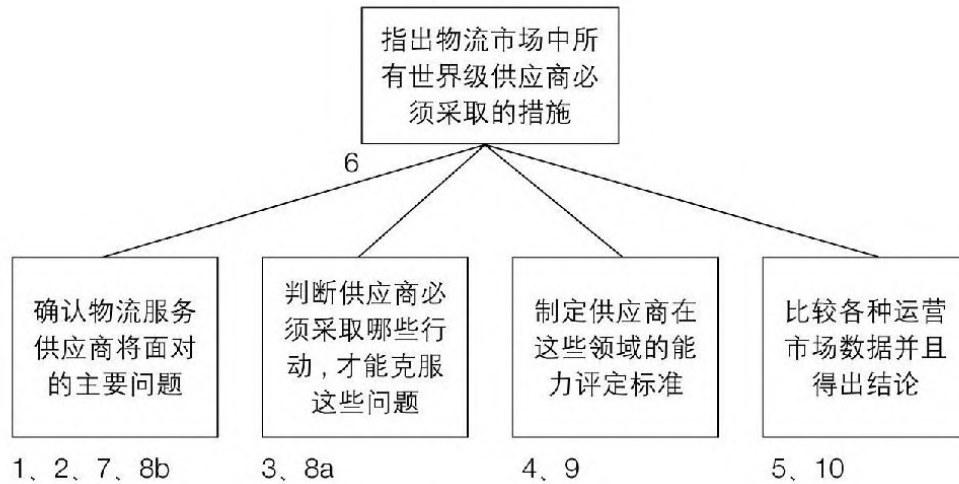 指出物流市场中所
有世界级供应商必
须采取的措施
6
确认物流服务
供应商将面对
的主要问题
判断供应商必
须采取哪些行
动，才能克服
这些问题
制定供应商在
这些领域的能
力评定标准
比较各种运营
市场数据并且
得出结论
1、2、7、8b
3、8a
4、9
5、10